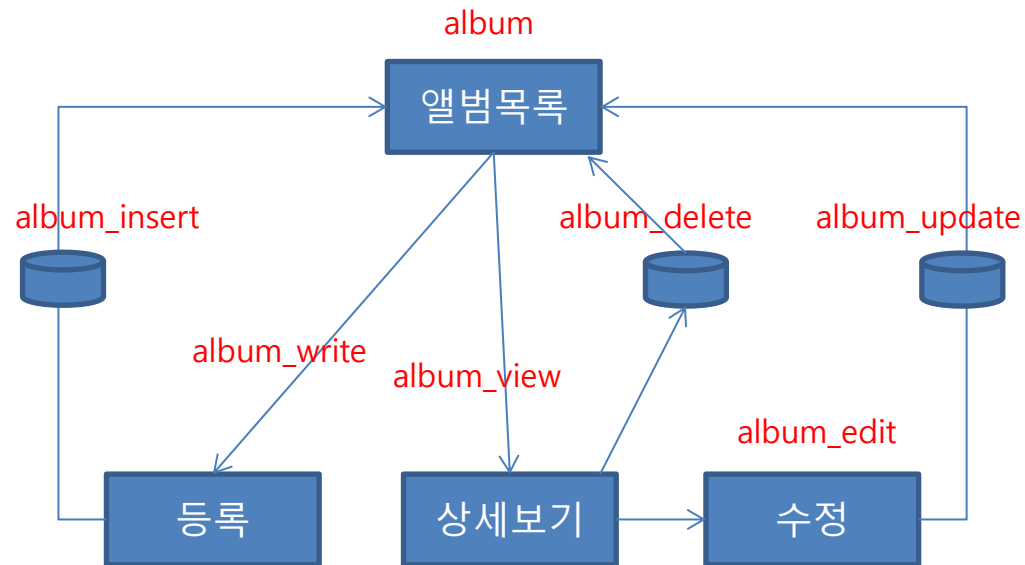 album
앨범목록
album_insert
album_delete
album_update
album_write
album_view
album_edit
등록
상세보기
수정